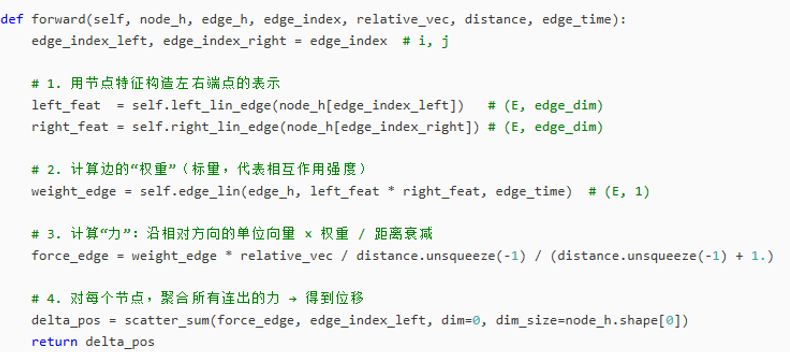 def forward(self, node_h, edge_h, edge_index, relative_vec, distance, edge_time):
    edge_index_left, edge_index_right = edge_index  # i, j
    # 1. 用节点特征构造左右端点的表示
    left_feat  = self.left_lin_edge(node_h[edge_index_left])   # (E, edge_dim)
    right_feat = self.right_lin_edge(node_h[edge_index_right]) # (E, edge_dim)
    # 2. 计算边的“权重”（标量，代表相互作用强度）
    weight_edge = self.edge_lin(edge_h, left_feat * right_feat, edge_time)  # (E, 1)
    # 3. 计算“力”：沿相对方向的单位向量 × 权重 / 距离衰减
    force_edge = weight_edge * relative_vec / distance.unsqueeze(-1) / (distance.unsqueeze(-1) + 1.)
    # 4. 对每个节点，聚合所有连出的力 → 得到位移
    delta_pos = scatter_sum(force_edge, edge_index_left, dim=0, dim_size=node_h.shape[0])
    return delta_pos